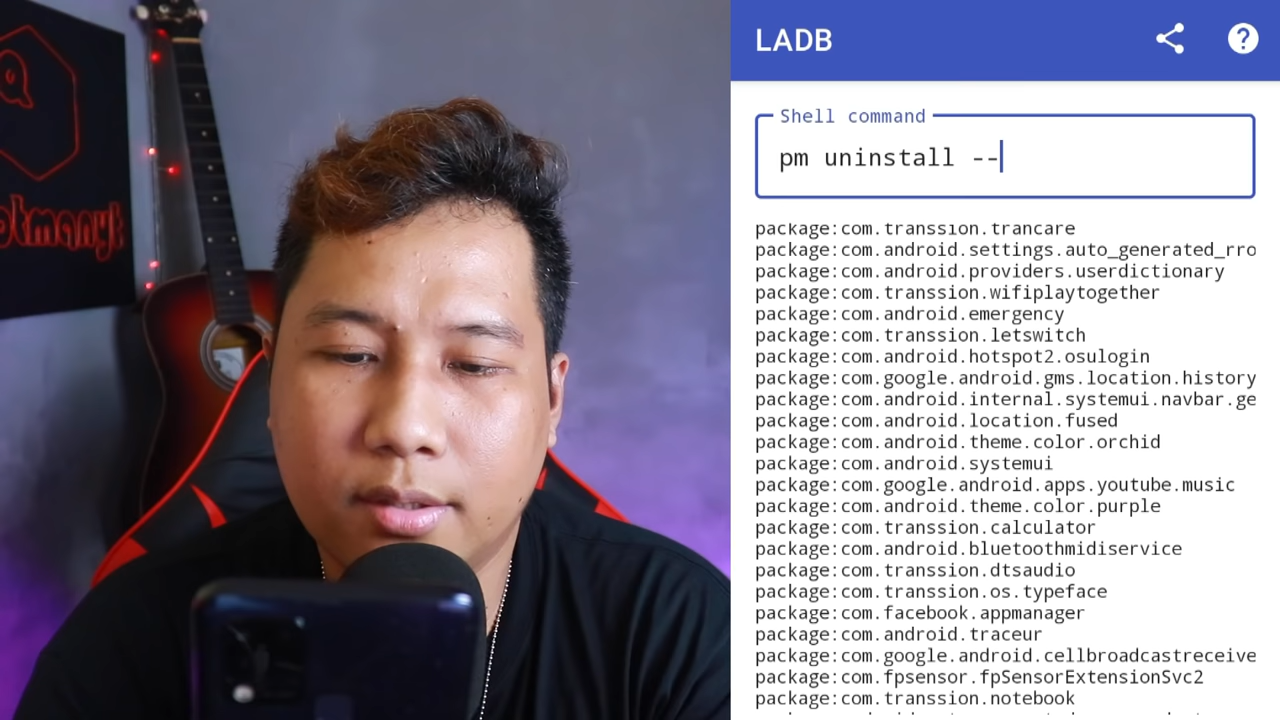 Q
otmanyt
LADB
Shell command
pm uninstall --
package:com.transsion.trancare
package:com.android.settings.auto_generated_rro
package:com.android.providers.userdictionary
package:com.transsion.wifiplaytogether
package:com.android.emergency
package:com.transsion.letswitch
package:com.android.hotspot2.osulogin
package:com.google.android.gms.location.history
package:com.android.internal.systemui.navbar.ge
package:com.android.location.fused
package:com.android.theme.color.orchid
package:com.android.systemui
package:com.google.android.apps.youtube.music
package:com.android.theme.color.purple
package:com.transsion.calculator
package:com.android.bluetoothmidiservice
package:com.transsion.dtsaudio
package:com.transsion.os.typeface
package:com.facebook.appmanager
package:com.android.traceur
package:com.google.android.cellbroadcastreceive
package:com.fpsensor.fpSensorExtensionSvc2
package:com.transsion.notebook